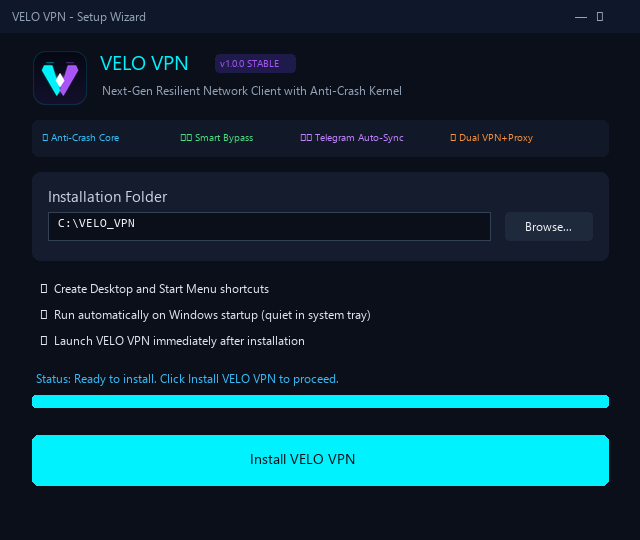 VELO VPN - Setup Wizard
VELO VPN
v1.0.0 STABLE
Next-Gen Resilient Network Client with Anti-Crash Kernel
Anti-Crash Core
Smart Bypass
Telegram Auto-Sync
Dual VPN+Proxy
Installation Folder
C:\VELO_VPN
Browse...
Create Desktop and Start Menu shortcuts
Run automatically on Windows startup (quiet in system tray)
Launch VELO VPN immediately after installation
Status: Ready to install. Click Install VELO VPN to proceed.
Install VELO VPN